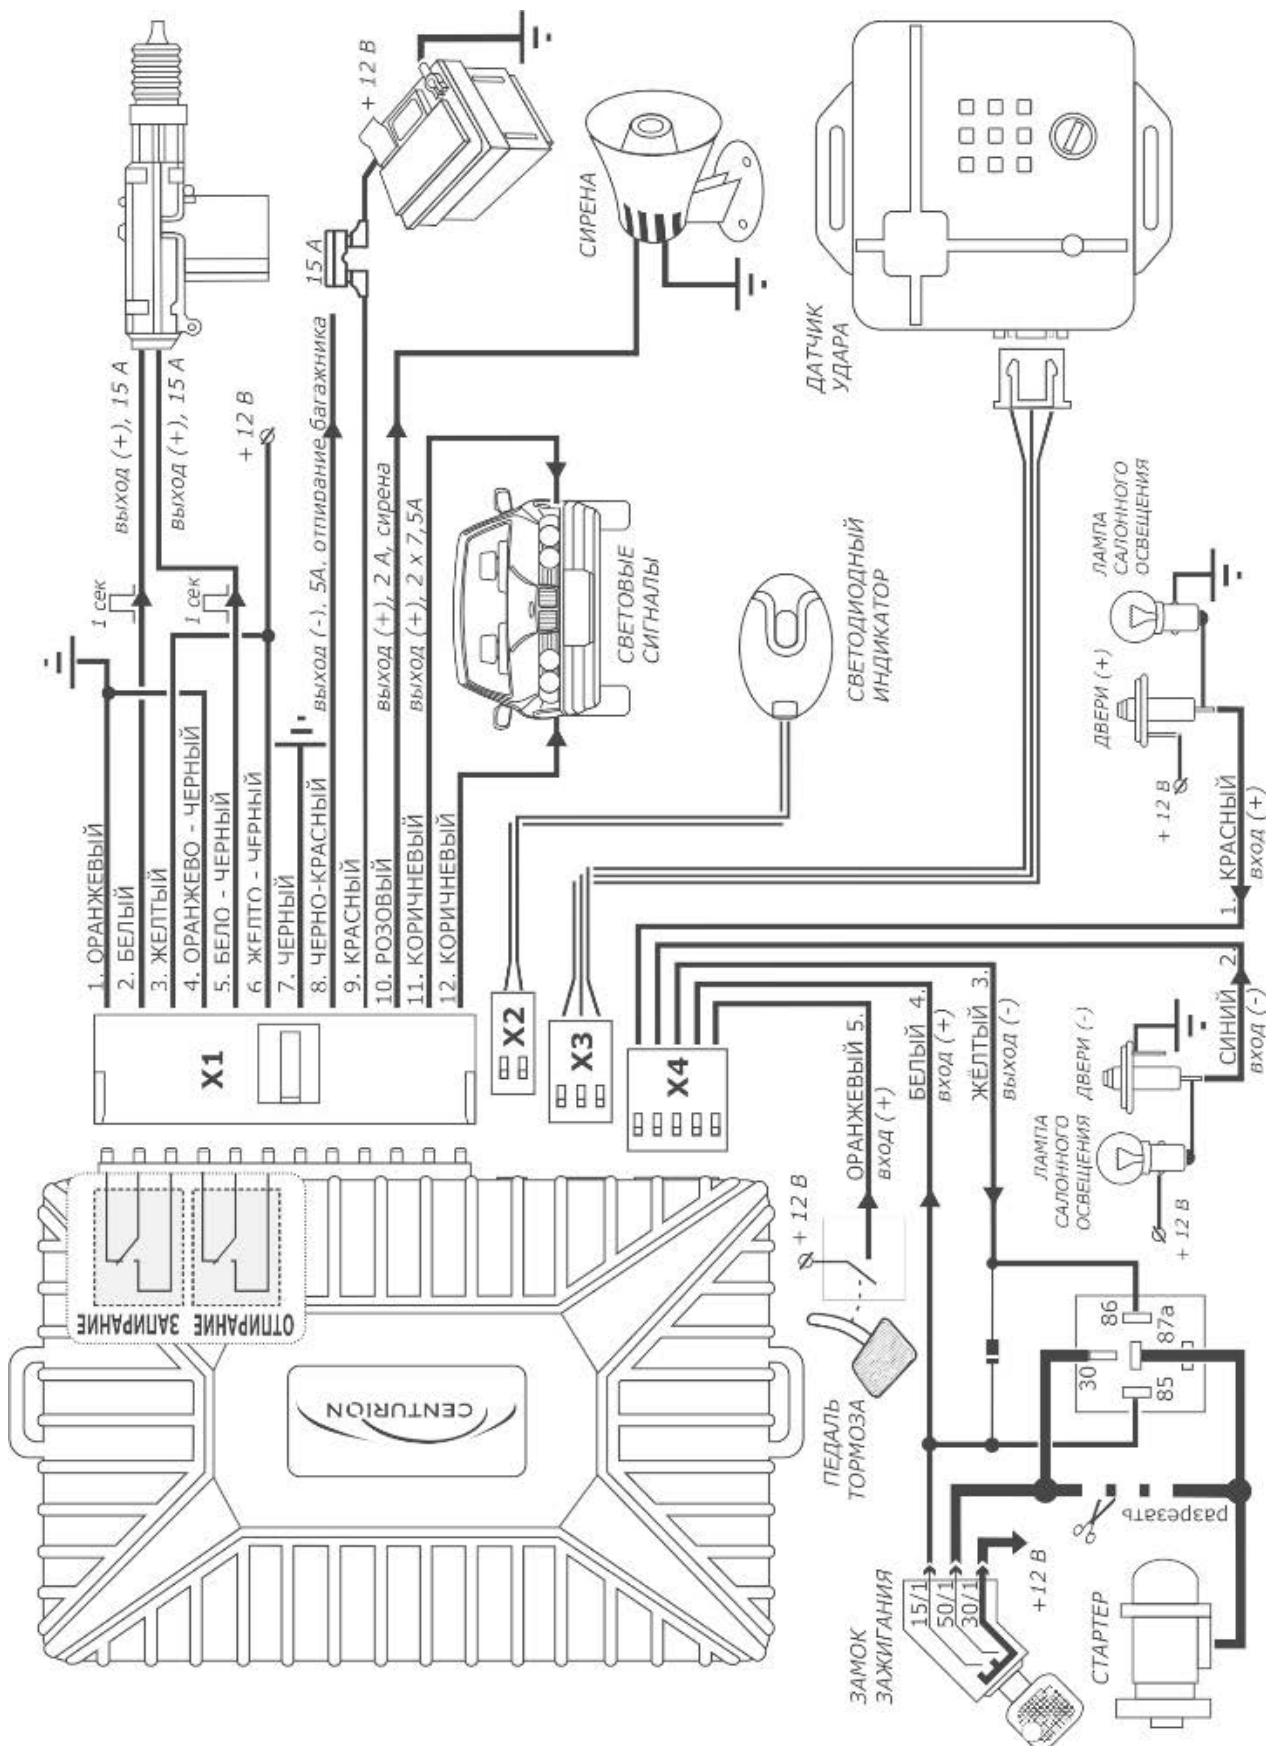 ЗАПИРАНИЕ
ОТПИРАНИЕ
CENTURION
X1
1. ОРАНЖЕВЫЙ
2. БЕЛЫЙ
3. ЖЕЛТЫЙ
4. ОРАНЖЕВО - ЧЕРНЫЙ
5. БЕЛО - ЧЕРНЫЙ
6 ЖЕЛТО - ЧЕРНЫЙ
7. ЧЕРНЫЙ
8. ЧЕРНО-КРАСНЫЙ
9. КРАСНЫЙ
10. РОЗОВЫЙ
11. КОРИЧНЕВЫЙ
12. КОРИЧНЕВЫЙ
1 сек
1 сек
выход (+), 15 А
выход (+), 15 А
+ 12 В
выход (-), 5А, отпирание багажника
15 А
+ 12 В
выход (+), 2 А, сирена
выход (+), 2 x 7,5А
СИРЕНА
СВЕТОВЫЕ
СИГНАЛЫ
X2
СВЕТОДИОДНЫЙ
ИНДИКАТОР
X3
ДАТЧИК
УДАРА
X4
ОРАНЖЕВЫЙ 5.
вход (+)
БЕЛЫЙ 4.
вход (+)
ЖЁЛТЫЙ 3.
выход (-)
СИНИЙ 2.
вход (-)
1. КРАСНЫЙ
вход (+)
ЛАМПА
САЛОННОГО
ОСВЕЩЕНИЯ
ДВЕРИ (+)
+ 12 В
ЛАМПА
САЛОННОГО
ОСВЕЩЕНИЯ
ДВЕРИ (-)
+ 12 В
+ 12 В
ПЕДАЛЬ
ТОРМОЗА
30
86
87a
85
разрезать
ЗАМОК
ЗАЖИГАНИЯ
15/1
50/1
30/1
+12 В
СТАРТЕР